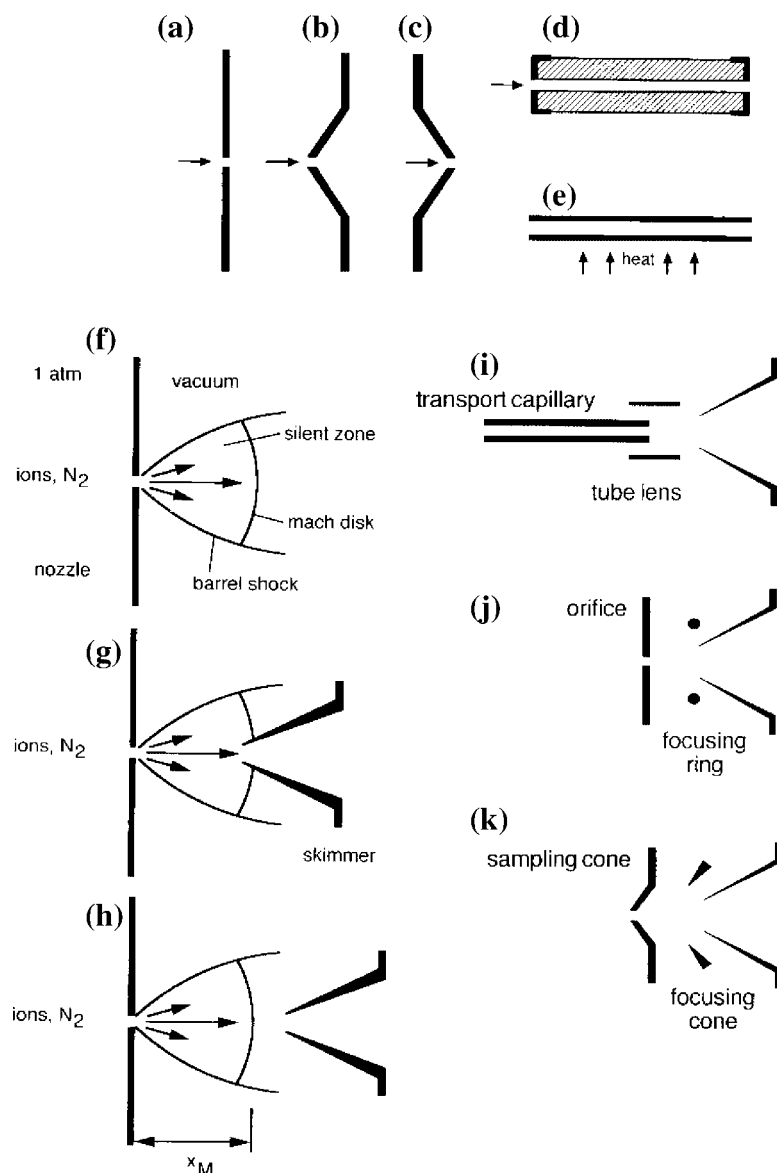 (a)
(b)
(c)
(d)
(e)
heat
(f)
1 atm
vacuum
silent zone
ions, N2
mach disk
nozzle
barrel shock
(g)
ions, N2
skimmer
(h)
ions, N2
xM
(i)
transport capillary
tube lens
(j)
orifice
focusing
ring
(k)
sampling cone
focusing
cone